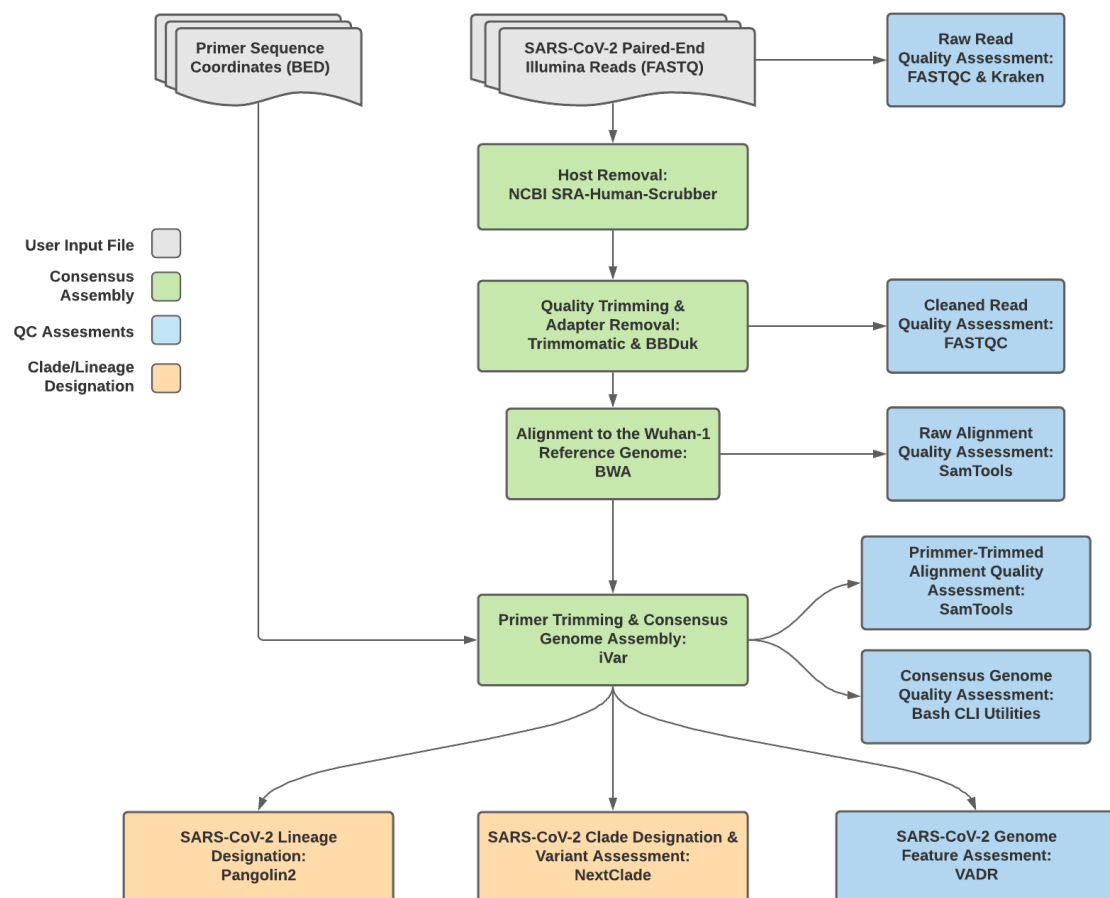 Primer Sequence
Coordinates (BED)
SARS-CoV-2 Paired-End
Illumina Reads (FASTQ)
Raw Read
Quality Assessment:
FASTQC & Kraken
Host Removal:
NCBI SRA-Human-Scrubber
User Input File
Consensus
Assembly
QC Assesments
Clade/Lineage
Designation
Quality Trimming &
Adapter Removal:
Trimmomatic & BBDuk
Cleaned Read
Quality Assessment:
FASTQC
Alignment to the Wuhan-1
Reference Genome:
BWA
Raw Alignment
Quality Assessment:
SamTools
Primmer-Trimmed
Alignment Quality
Assessment:
SamTools
Primer Trimming & Consensus
Genome Assembly:
iVar
Consensus Genome
Quality Assessment:
Bash CLI Utilities
SARS-CoV-2 Lineage
Designation:
Pangolin2
SARS-CoV-2 Clade Designation &
Variant Assessment:
NextClade
SARS-CoV-2 Genome
Feature Assesment:
VADR